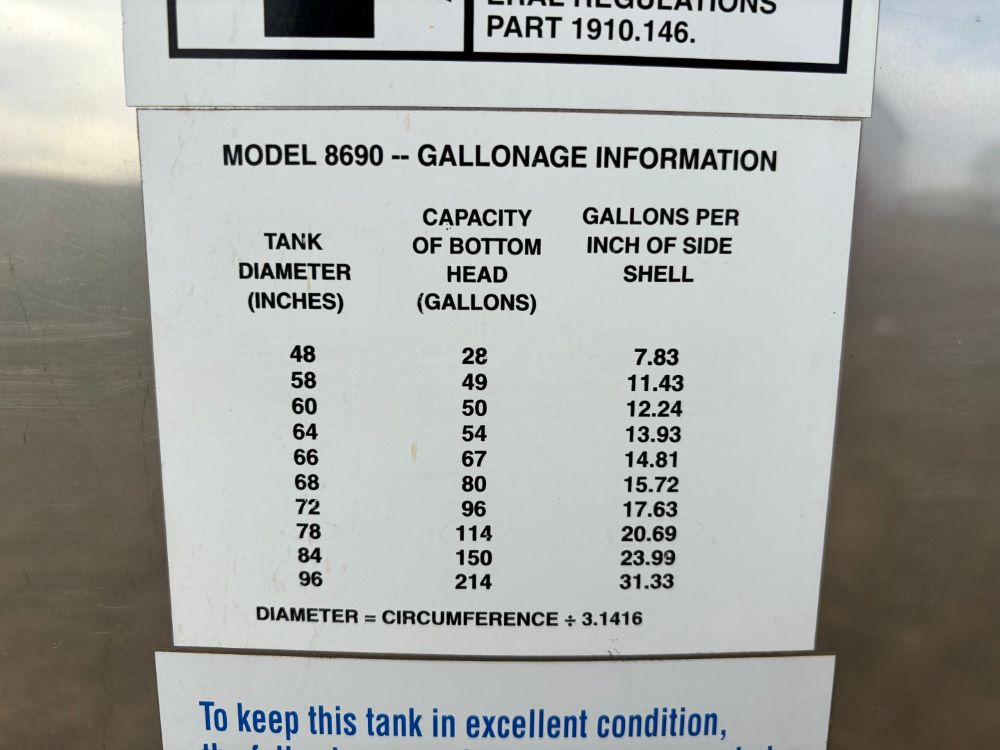 PART 1910.146.
MODEL 8690 -- GALLONAGE INFORMATION
TANK DIAMETER (INCHES) CAPACITY OF BOTTOM HEAD (GALLONS) GALLONS PER INCH OF SIDE SHELL
48 28 7.83
58 49 11.43
60 50 12.24
64 54 13.93
66 67 14.81
68 80 15.72
72 96 17.63
78 114 20.69
84 150 23.99
96 214 31.33
DIAMETER = CIRCUMFERENCE ÷ 3.1416
To keep this tank in excellent condition,